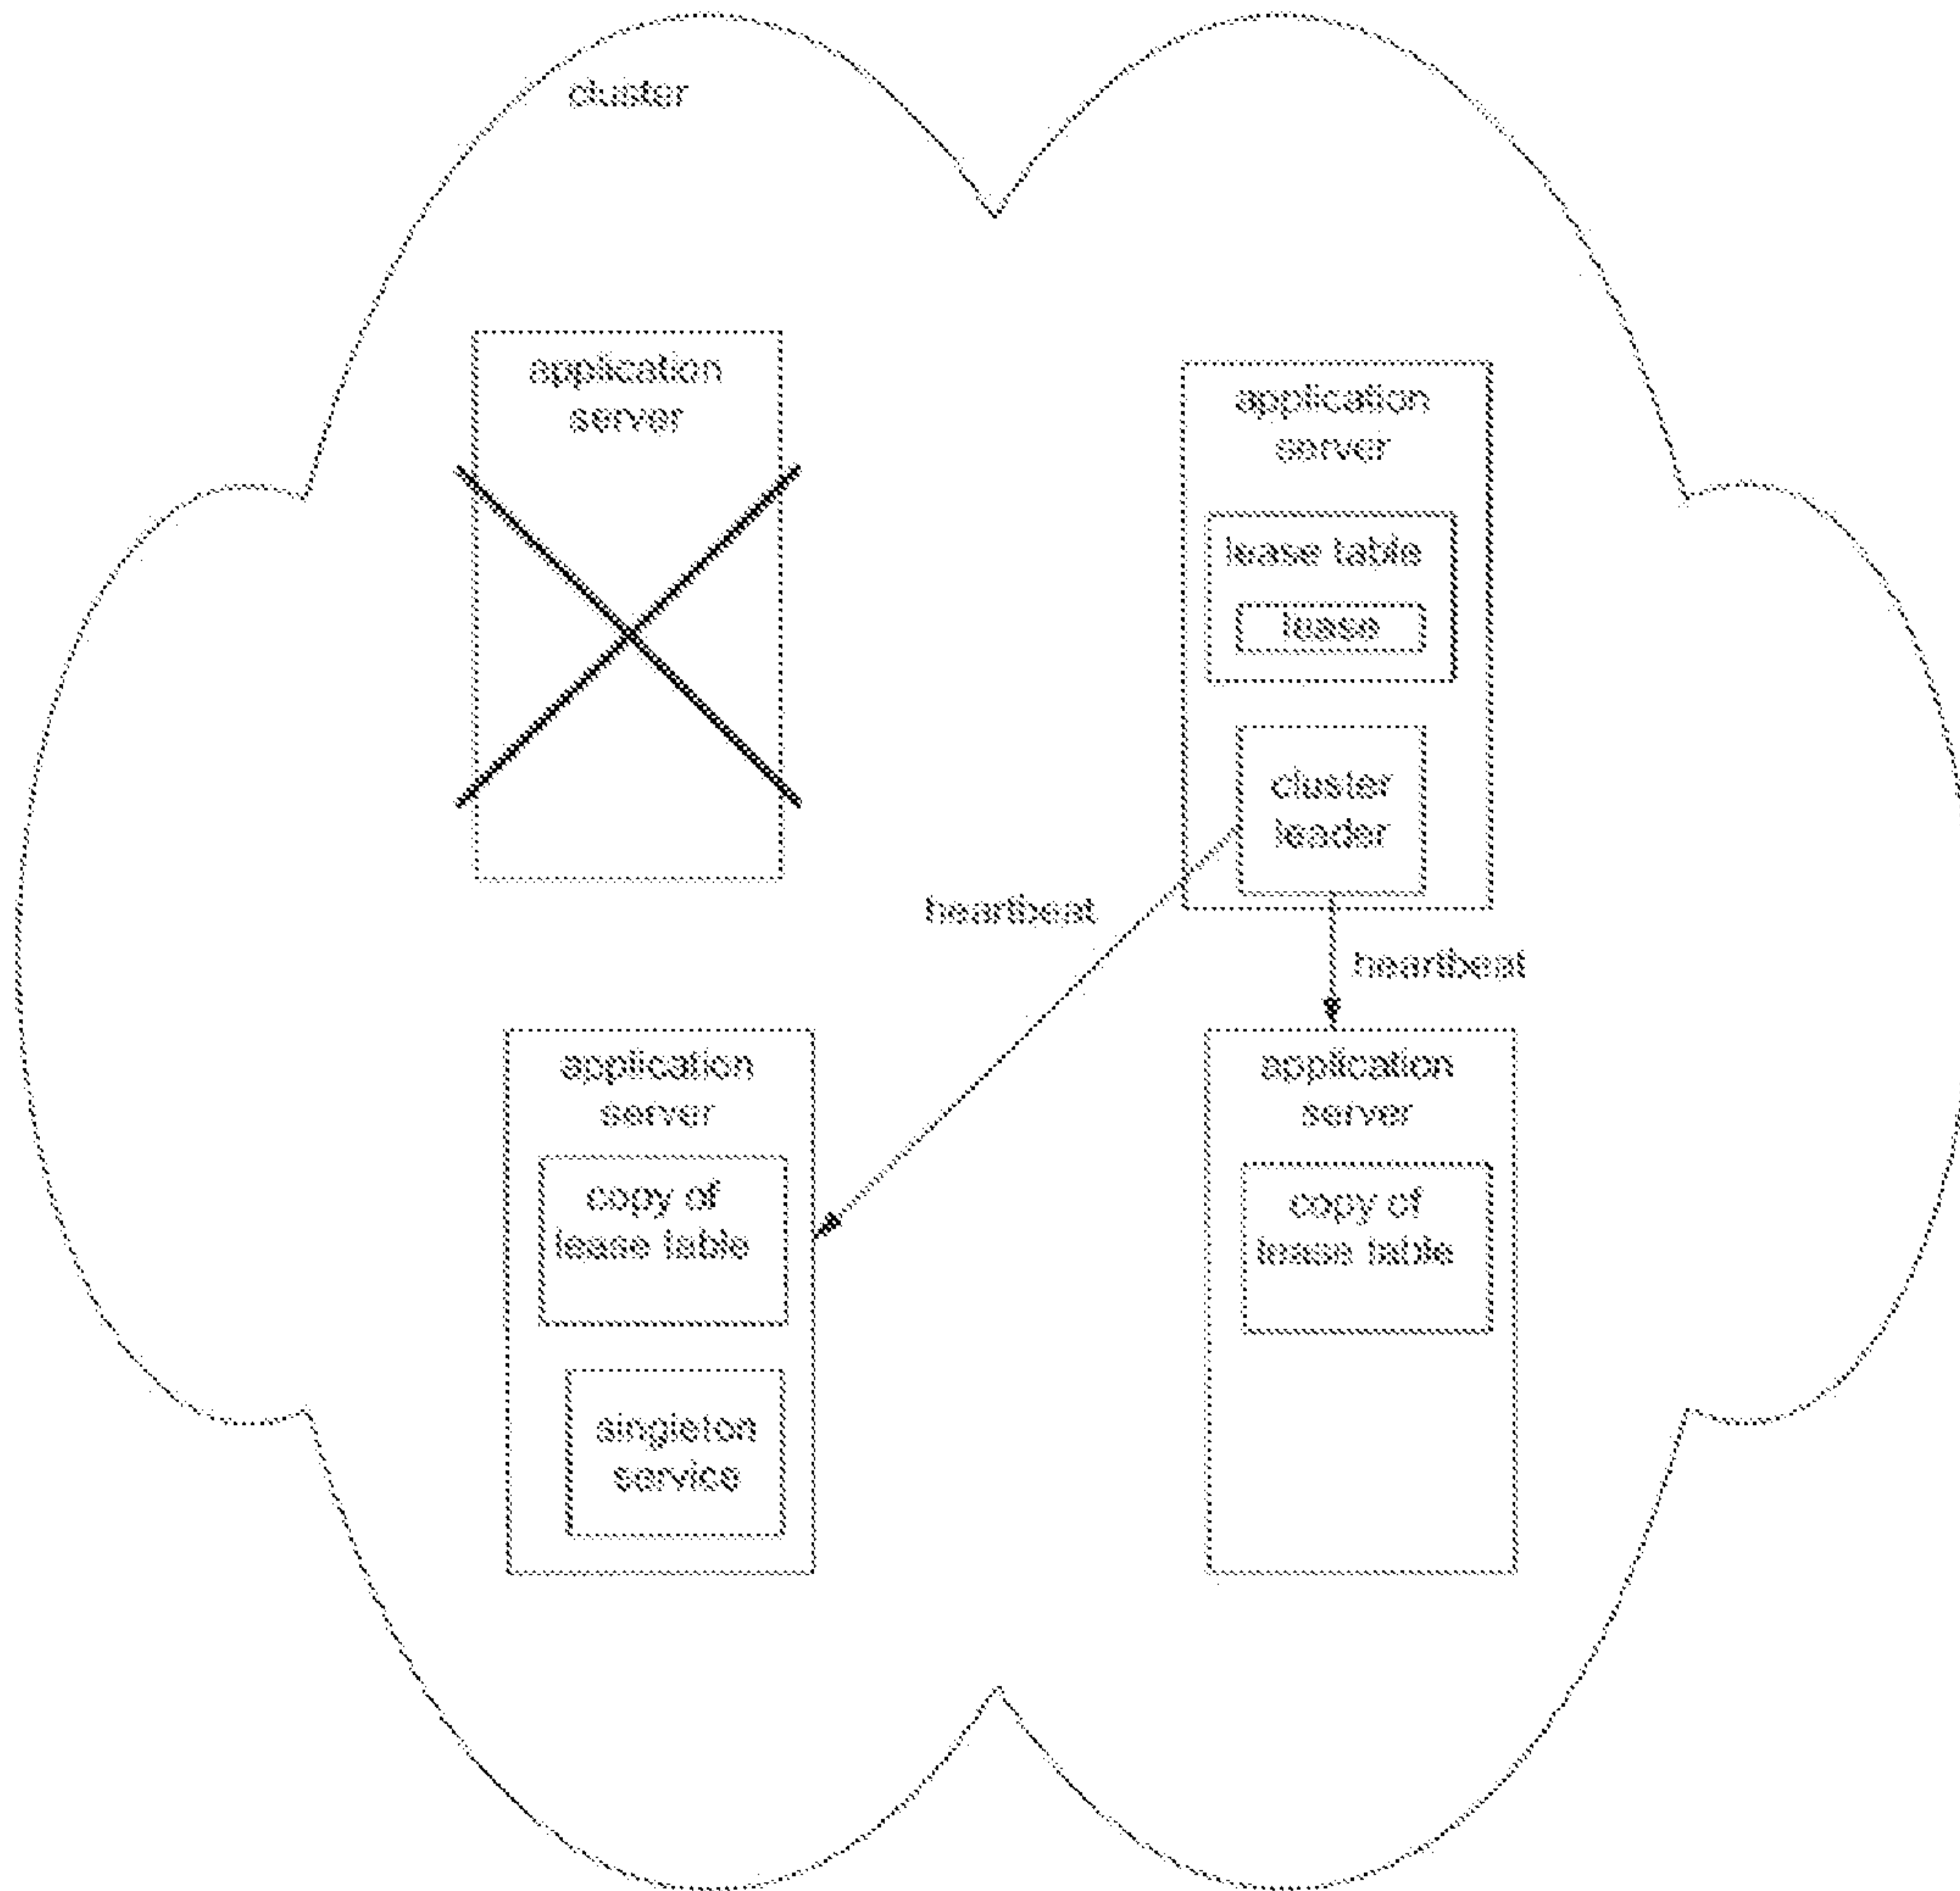 cluster
application
server
application
server
lease table
lease
cluster
leader
heartbeat
heartbeat
application
server
copy of
lease table
singleton
service
application
server
copy of
lease table